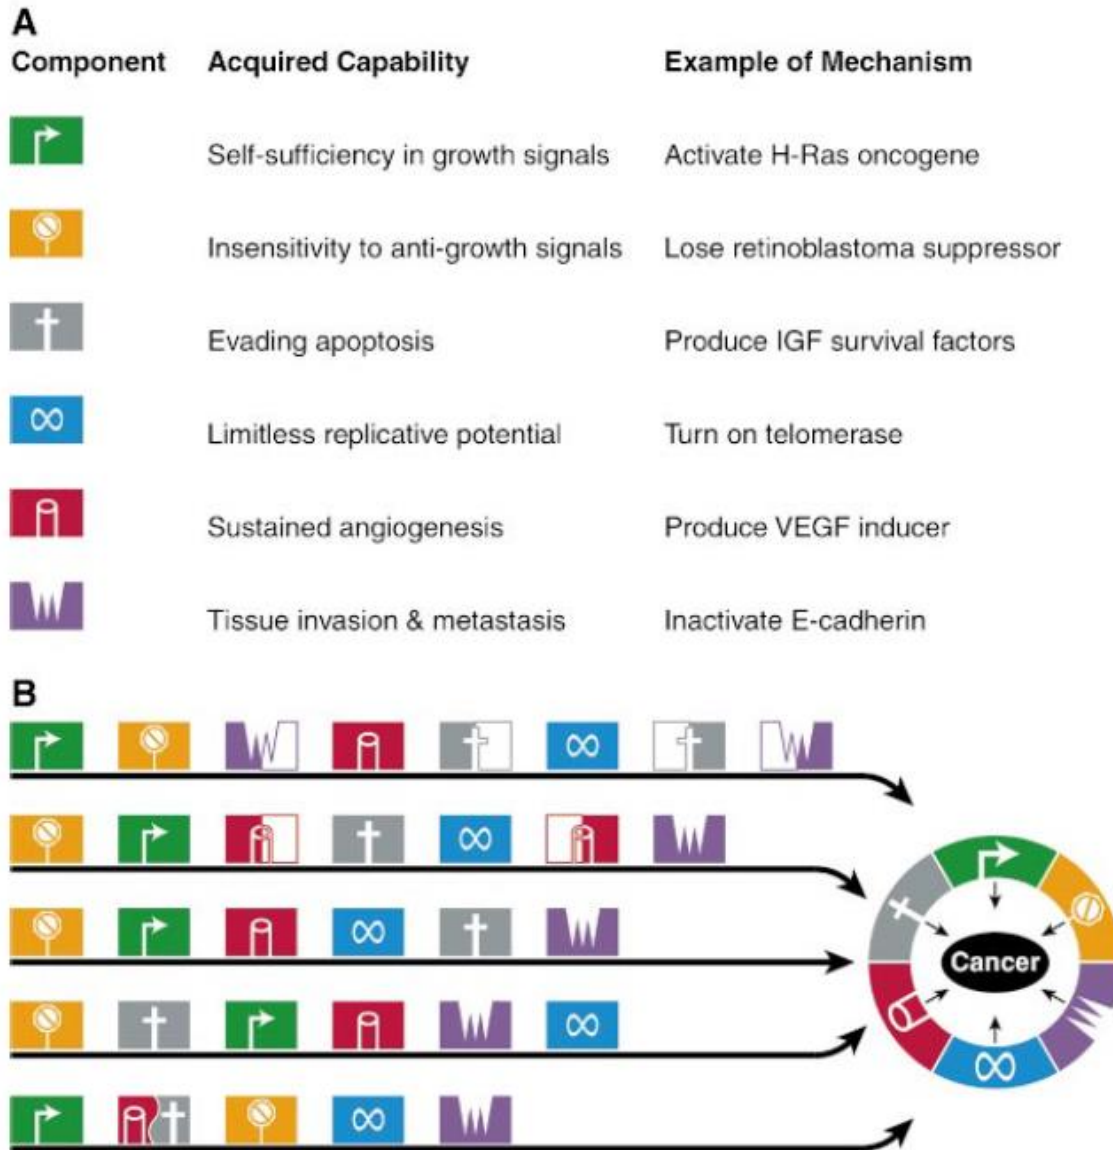 A
Component Acquired Capability Example of Mechanism
Self-sufficiency in growth signals Activate H-Ras oncogene
Insensitivity to anti-growth signals Lose retinoblastoma suppressor
Evading apoptosis Produce IGF survival factors
Limitless replicative potential Turn on telomerase
Sustained angiogenesis Produce VEGF inducer
Tissue invasion & metastasis Inactivate E-cadherin
B
Cancer